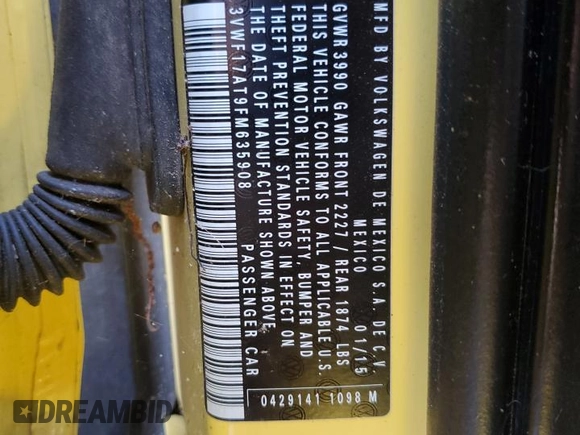 MFD BY VOLKSWAGEN DE MEXICO S.A. DE C.V.
MEXICO 01/15
GVWR3990 GAWR FRONT 2227 / REAR 1874 LBS
THIS VEHICLE CONFORMS TO ALL APPLICABLE U.S.
FEDERAL MOTOR VEHICLE SAFETY, BUMPER AND
THEFT PREVENTION STANDARDS IN EFFECT ON
THE DATE OF MANUFACTURE SHOWN ABOVE.
3VWF17AT9FM635908 PASSENGER CAR
0429141 1098 M
DREAMBID